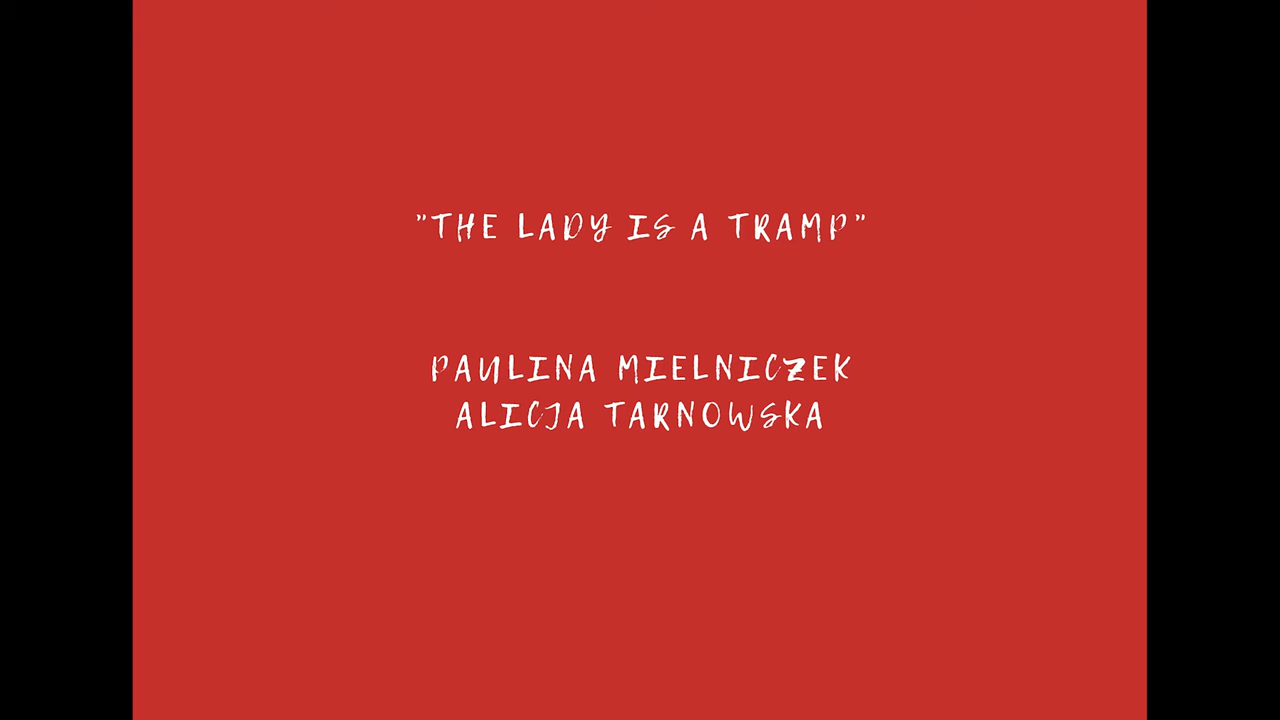 "THE LADY IS A TRAMP"
PAULINA MIELNICZEK
ALICJA TARNOWSKA